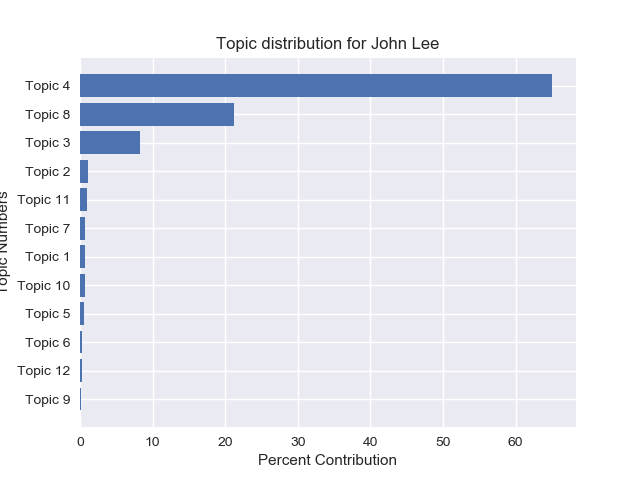 Topic distribution for John Lee
Topic 4
Topic 8
Topic 3
Topic 2
Topic 11
Topic 7
Topic 1
Topic 10
Topic 5
Topic 6
Topic 12
Topic 9
Topic Numbers
0 10 20 30 40 50 60
Percent Contribution